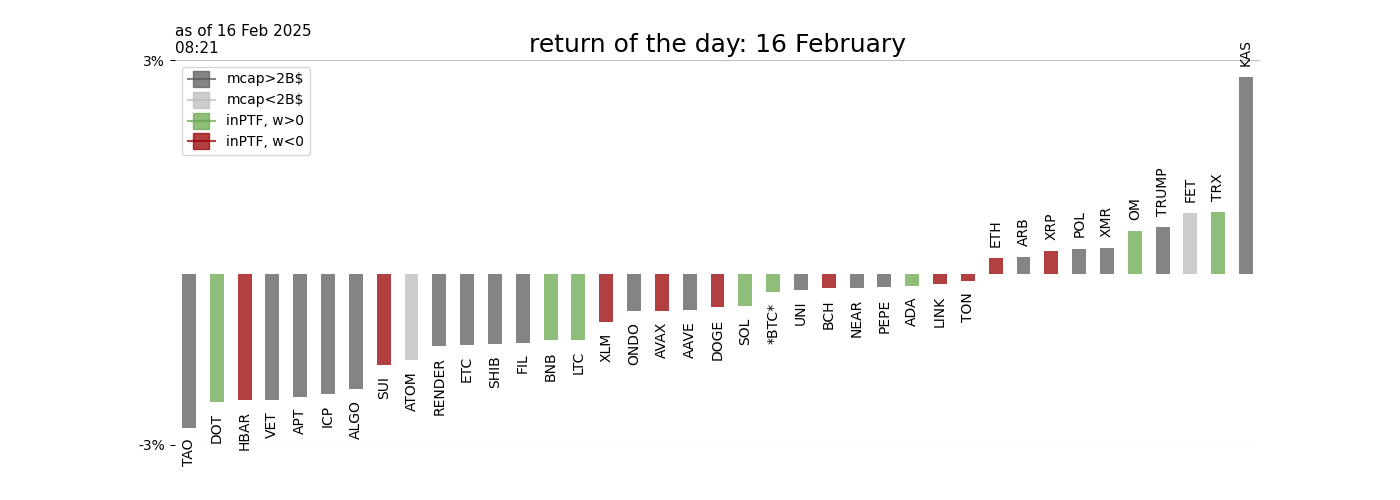 as of 16 Feb 2025
08:21
return of the day: 16 February
3%
mcap>2B$
mcap<2B$
inPTF, w>0
inPTF, w<0
-3%
TAO
DOT
HBAR
VET
APT
ICP
ALGO
SUI
ATOM
RENDER
ETC
SHIB
FIL
BNB
LTC
XLM
ONDO
AVAX
AAVE
DOGE
SOL
*BTC*
UNI
BCH
NEAR
PEPE
ADA
LINK
TON
ETH
ARB
XRP
POL
XMR
OM
TRUMP
FET
TRX
KAS